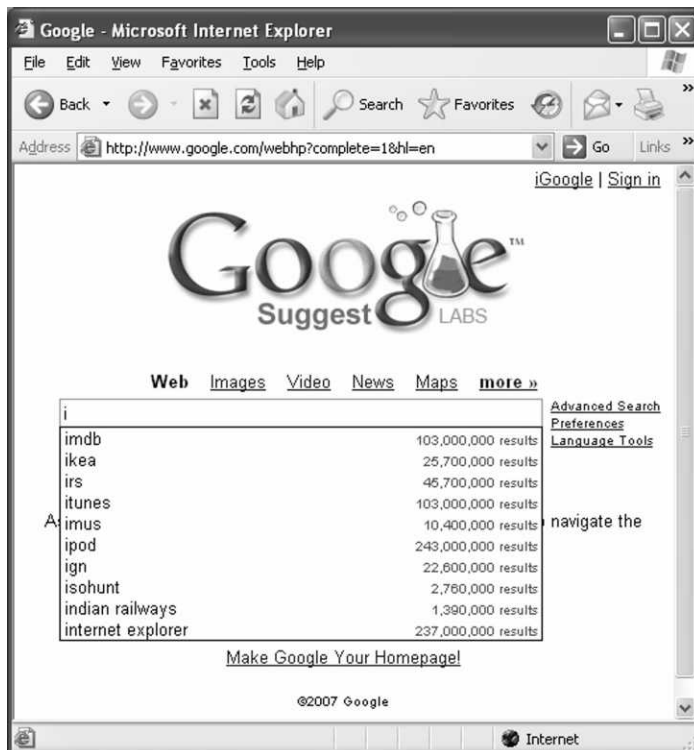 Google - Microsoft Internet Explorer
File Edit View Favorites Tools Help
Back Search Favorites »
Address http://www.google.com/webhp?complete=1&hl=en Go Links »
iGoogle | Sign in
Google™
Suggest LABS
Web Images Video News Maps more »
i
Advanced Search
Preferences
Language Tools
imdb 103,000,000 results
ikea 25,700,000 results
irs 45,700,000 results
itunes 103,000,000 results
imus 10,400,000 results
ipod 243,000,000 results
ign 22,600,000 results
isohunt 2,760,000 results
indian railways 1,390,000 results
internet explorer 237,000,000 results
navigate the
Make Google Your Homepage!
©2007 Google
Internet